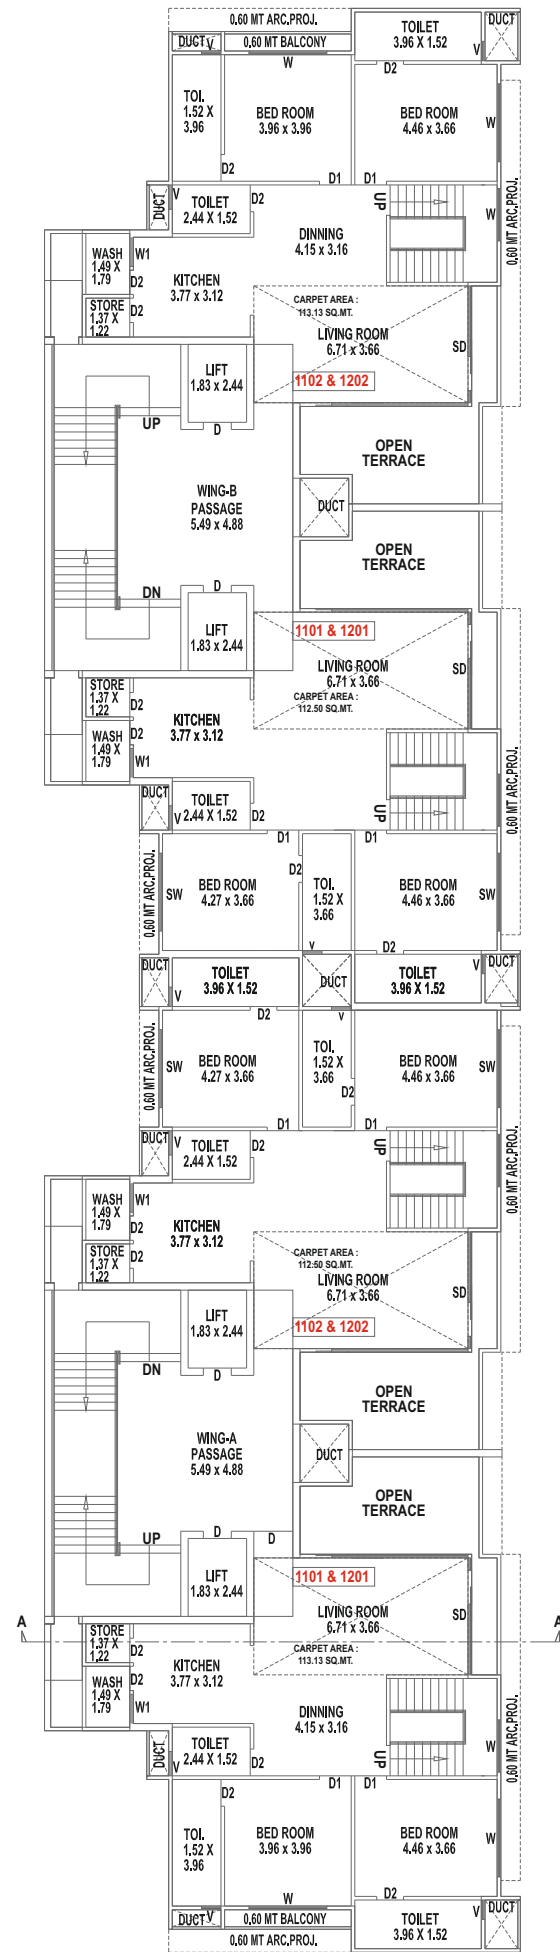 0.60 MT ARC.PROJ.
TOILET
3.96 X 1.52
DUCT
DUCT
V
0.60 MT BALCONY
V
W
D2
TOI.
1.52 X
3.96
BED ROOM
3.96 x 3.96
BED ROOM
4.46 x 3.66
W
D2
D1
D1
0.60 MT ARC.PROJ.
DUCT
V
TOILET
2.44 X 1.52
D2
UP
W
DINNING
4.15 x 3.16
WASH
1.49 X
1.79
W1
D2
KITCHEN
3.77 x 3.12
STORE
1.37 X
1.22
D2
CARPET AREA :
113.13 SQ.MT.
LIVING ROOM
6.71 x 3.66
SD
LIFT
1.83 x 2.44
1102 & 1202
UP
D
OPEN
TERRACE
WING-B
PASSAGE
5.49 x 4.88
DUCT
OPEN
TERRACE
DN
D
LIFT
1.83 x 2.44
1101 & 1201
LIVING ROOM
6.71 x 3.66
SD
CARPET AREA :
112.50 SQ.MT.
STORE
1.37 X
1.22
D2
KITCHEN
3.77 x 3.12
WASH
1.49 X
1.79
D2
W1
0.60 MT ARC.PROJ.
DUCT
V
TOILET
2.44 X 1.52
D2
UP
D1
D1
0.60 MT ARC.PROJ.
SW
BED ROOM
4.27 x 3.66
D2
TOI.
1.52 X
3.66
BED ROOM
4.46 x 3.66
SW
V
D2
DUCT
V
TOILET
3.96 X 1.52
DUCT
TOILET
3.96 X 1.52
V
DUCT
D2
V
0.60 MT ARC.PROJ.
SW
BED ROOM
4.27 x 3.66
TOI.
1.52 X
3.66
D2
BED ROOM
4.46 x 3.66
SW
D1
D1
DUCT
V
TOILET
2.44 X 1.52
D2
UP
0.60 MT ARC.PROJ.
WASH
1.49 X
1.79
W1
D2
KITCHEN
3.77 x 3.12
STORE
1.37 X
1.22
D2
CARPET AREA :
112.50 SQ.MT.
LIVING ROOM
6.71 x 3.66
SD
LIFT
1.83 x 2.44
1102 & 1202
DN
D
OPEN
TERRACE
WING-A
PASSAGE
5.49 x 4.88
DUCT
OPEN
TERRACE
UP
D
D
LIFT
1.83 x 2.44
1101 & 1201
LIVING ROOM
6.71 x 3.66
SD
A
A
STORE
1.37 X
1.22
D2
CARPET AREA :
113.13 SQ.MT.
KITCHEN
3.77 x 3.12
WASH
1.49 X
1.79
D2
W1
DINNING
4.15 x 3.16
0.60 MT ARC.PROJ.
DUCT
V
TOILET
2.44 X 1.52
D2
UP
W
D2
D1
D1
TOI.
1.52 X
3.96
BED ROOM
3.96 x 3.96
BED ROOM
4.46 x 3.66
W
W
D2
DUCT
V
0.60 MT BALCONY
TOILET
3.96 X 1.52
V
DUCT
0.60 MT ARC.PROJ.